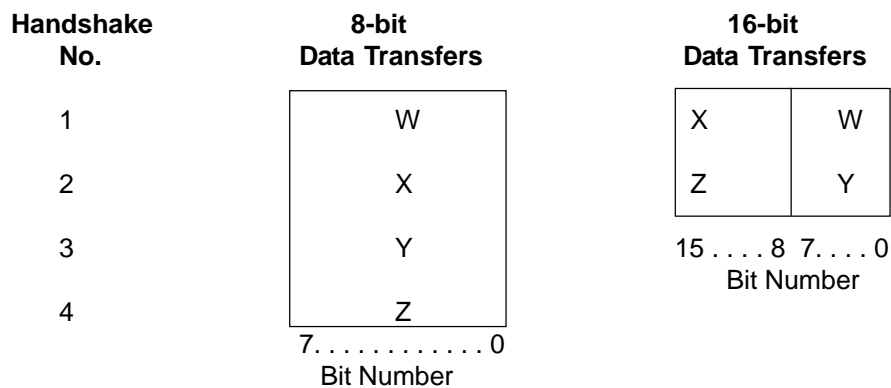 Handshake No. 8-bit Data Transfers 16-bit Data Transfers
1 W X W
2 X Z Y
3 Y 15 . . . . 8 7. . . . 0
Bit Number
4 Z
7. . . . . . . . . . . . 0
Bit Number